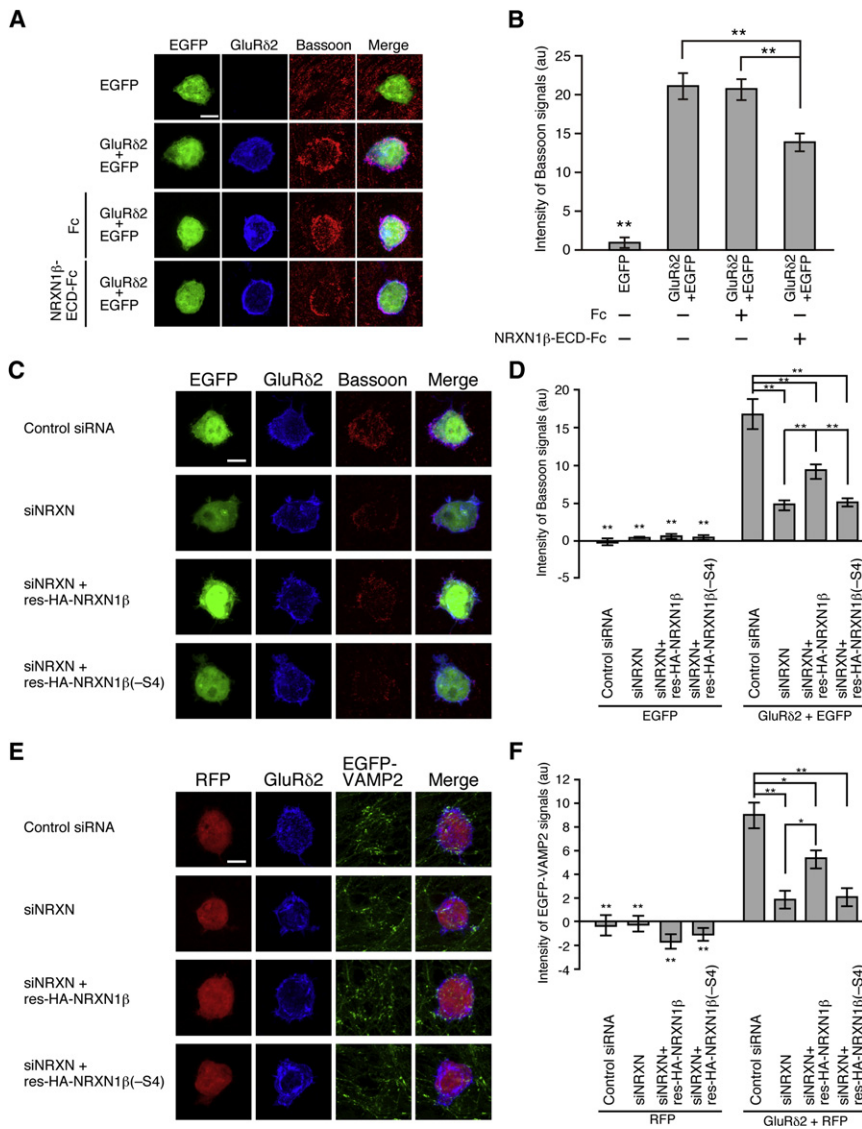 A
EGFP GluRδ2 Bassoon Merge
EGFP
GluRδ2
+
EGFP
Fc
GluRδ2
+
EGFP
NRXN1β-
ECD-Fc
GluRδ2
+
EGFP
B
Intensity of Bassoon signals (au)
25
20
15
10
5
0
**
**
**
EGFP
GluRδ2
+EGFP
GluRδ2
+EGFP
GluRδ2
+EGFP
Fc − − + −
NRXN1β-ECD-Fc − − − +
C
EGFP GluRδ2 Bassoon Merge
Control siRNA
siNRXN
siNRXN +
res-HA-NRXN1β
siNRXN +
res-HA-NRXN1β(–S4)
D
Intensity of Bassoon signals (au)
20
15
10
5
0
-5
**
** **
** **
** ** ** **
Control siRNA
siNRXN
siNRXN+
res-HA-NRXN1β
siNRXN+
res-HA-NRXN1β(–S4)
Control siRNA
siNRXN
siNRXN+
res-HA-NRXN1β
siNRXN+
res-HA-NRXN1β(–S4)
EGFP GluRδ2 + EGFP
E
RFP GluRδ2 EGFP-
VAMP2 Merge
Control siRNA
siNRXN
siNRXN +
res-HA-NRXN1β
siNRXN +
res-HA-NRXN1β(–S4)
F
Intensity of EGFP-VAMP2 signals (au)
12
10
8
6
4
2
0
-2
-4
**
*
**
*
** **
** **
Control siRNA
siNRXN
siNRXN+
res-HA-NRXN1β
siNRXN+
res-HA-NRXN1β(–S4)
Control siRNA
siNRXN
siNRXN+
res-HA-NRXN1β
siNRXN+
res-HA-NRXN1β(–S4)
RFP GluRδ2 + RFP